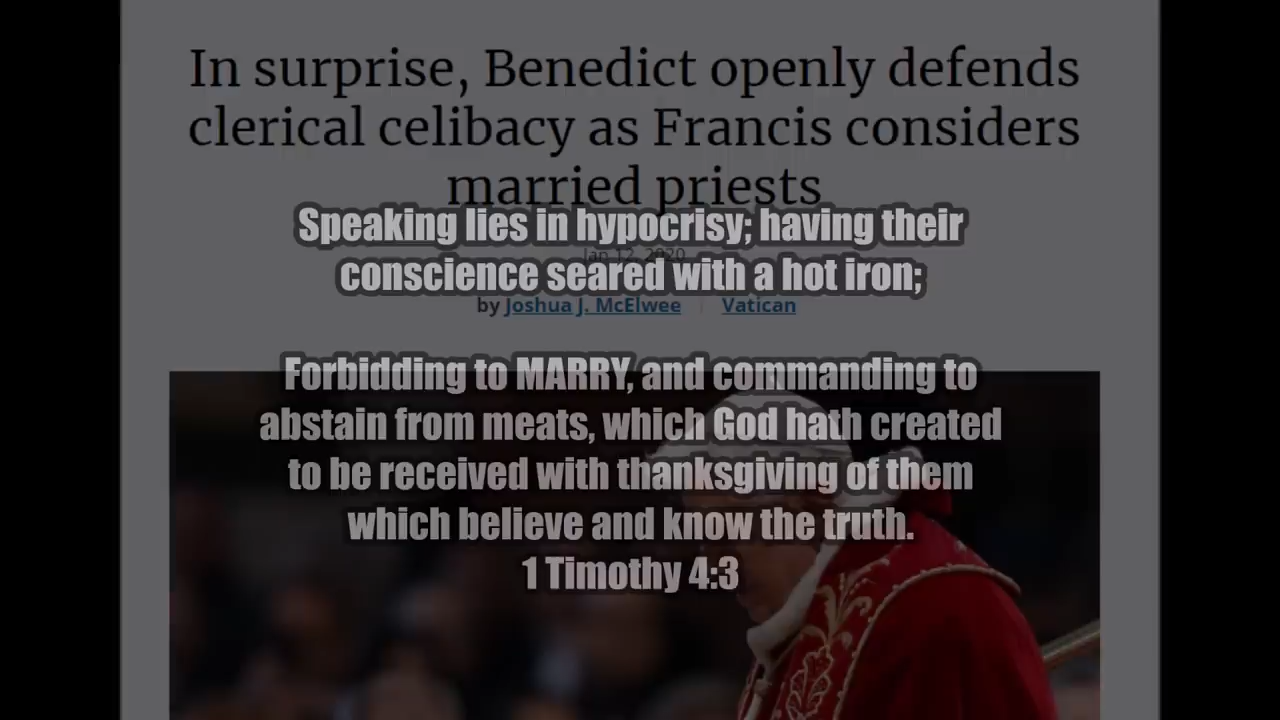 In surprise, Benedict openly defends
clerical celibacy as Francis considers
married priests
Speaking lies in hypocrisy; having their
Jan 12, 2020
conscience seared with a hot iron;
by Joshua J. McElwee | Vatican
Forbidding to MARRY, and commanding to
abstain from meats, which God hath created
to be received with thanksgiving of them
which believe and know the truth.
1 Timothy 4:3